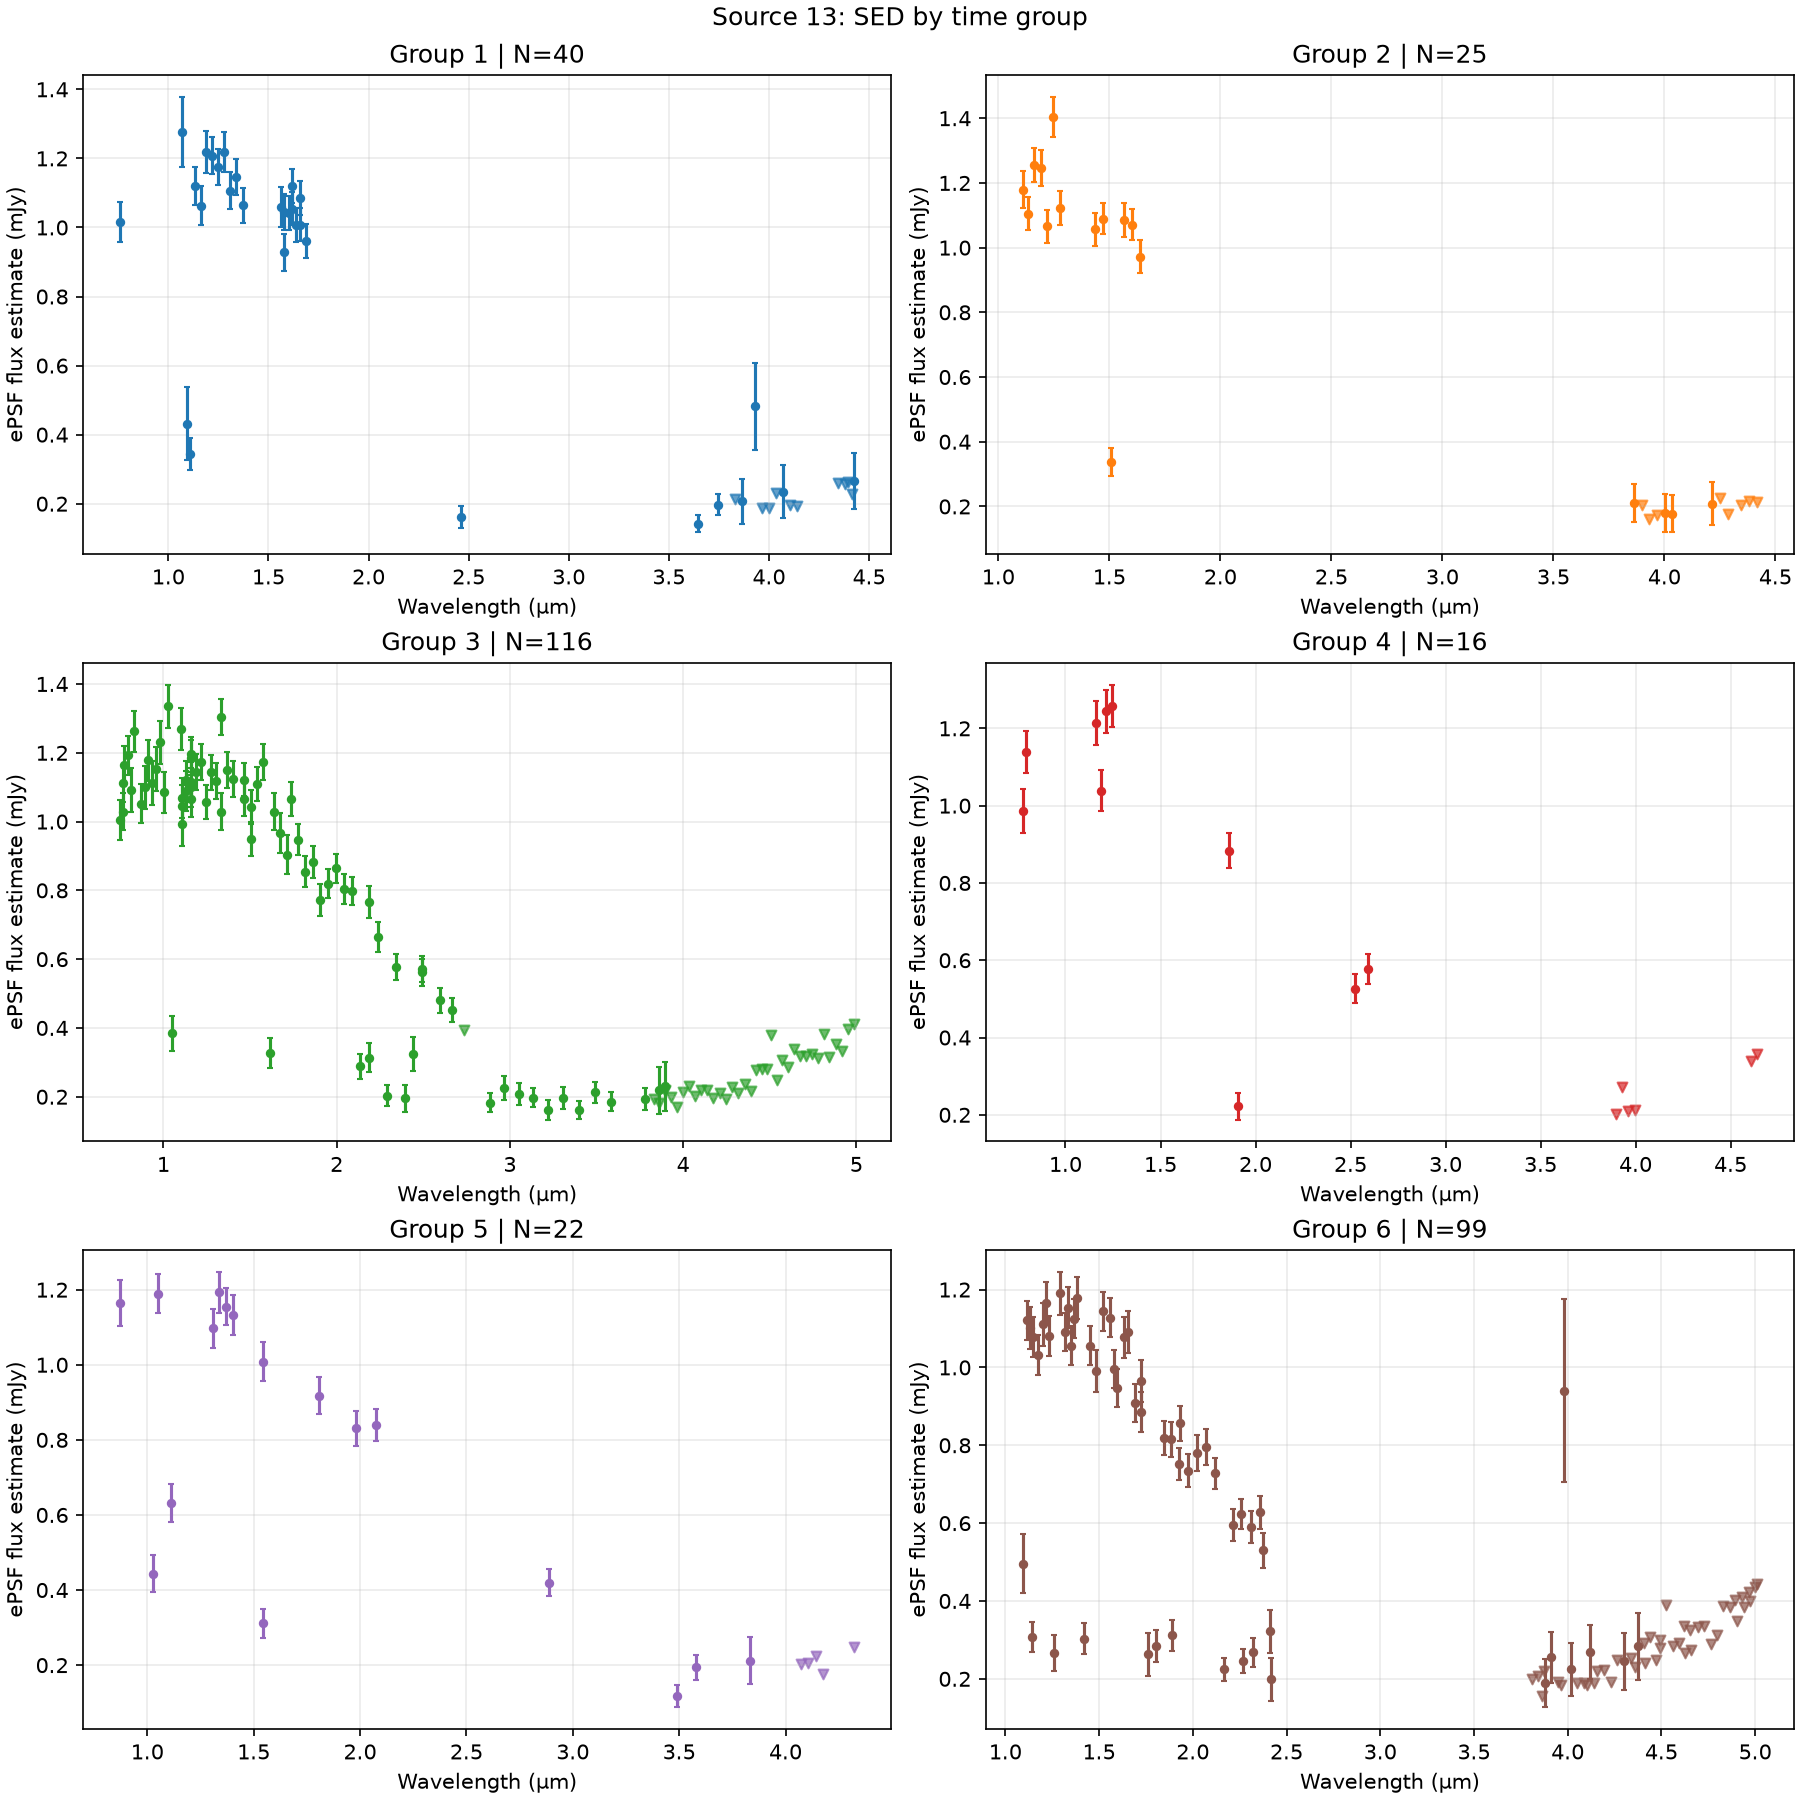 Source 13: SED by time group
Group 1 | N=40
ePSF flux estimate (mJy)
1.4
1.2
1.0
0.8
0.6
0.4
0.2
1.0 1.5 2.0 2.5 3.0 3.5 4.0 4.5
Wavelength (µm)
Group 2 | N=25
ePSF flux estimate (mJy)
1.4
1.2
1.0
0.8
0.6
0.4
0.2
1.0 1.5 2.0 2.5 3.0 3.5 4.0 4.5
Wavelength (µm)
Group 3 | N=116
ePSF flux estimate (mJy)
1.4
1.2
1.0
0.8
0.6
0.4
0.2
1 2 3 4 5
Wavelength (µm)
Group 4 | N=16
ePSF flux estimate (mJy)
1.2
1.0
0.8
0.6
0.4
0.2
1.0 1.5 2.0 2.5 3.0 3.5 4.0 4.5
Wavelength (µm)
Group 5 | N=22
ePSF flux estimate (mJy)
1.2
1.0
0.8
0.6
0.4
0.2
1.0 1.5 2.0 2.5 3.0 3.5 4.0
Wavelength (µm)
Group 6 | N=99
ePSF flux estimate (mJy)
1.2
1.0
0.8
0.6
0.4
0.2
1.0 1.5 2.0 2.5 3.0 3.5 4.0 4.5 5.0
Wavelength (µm)